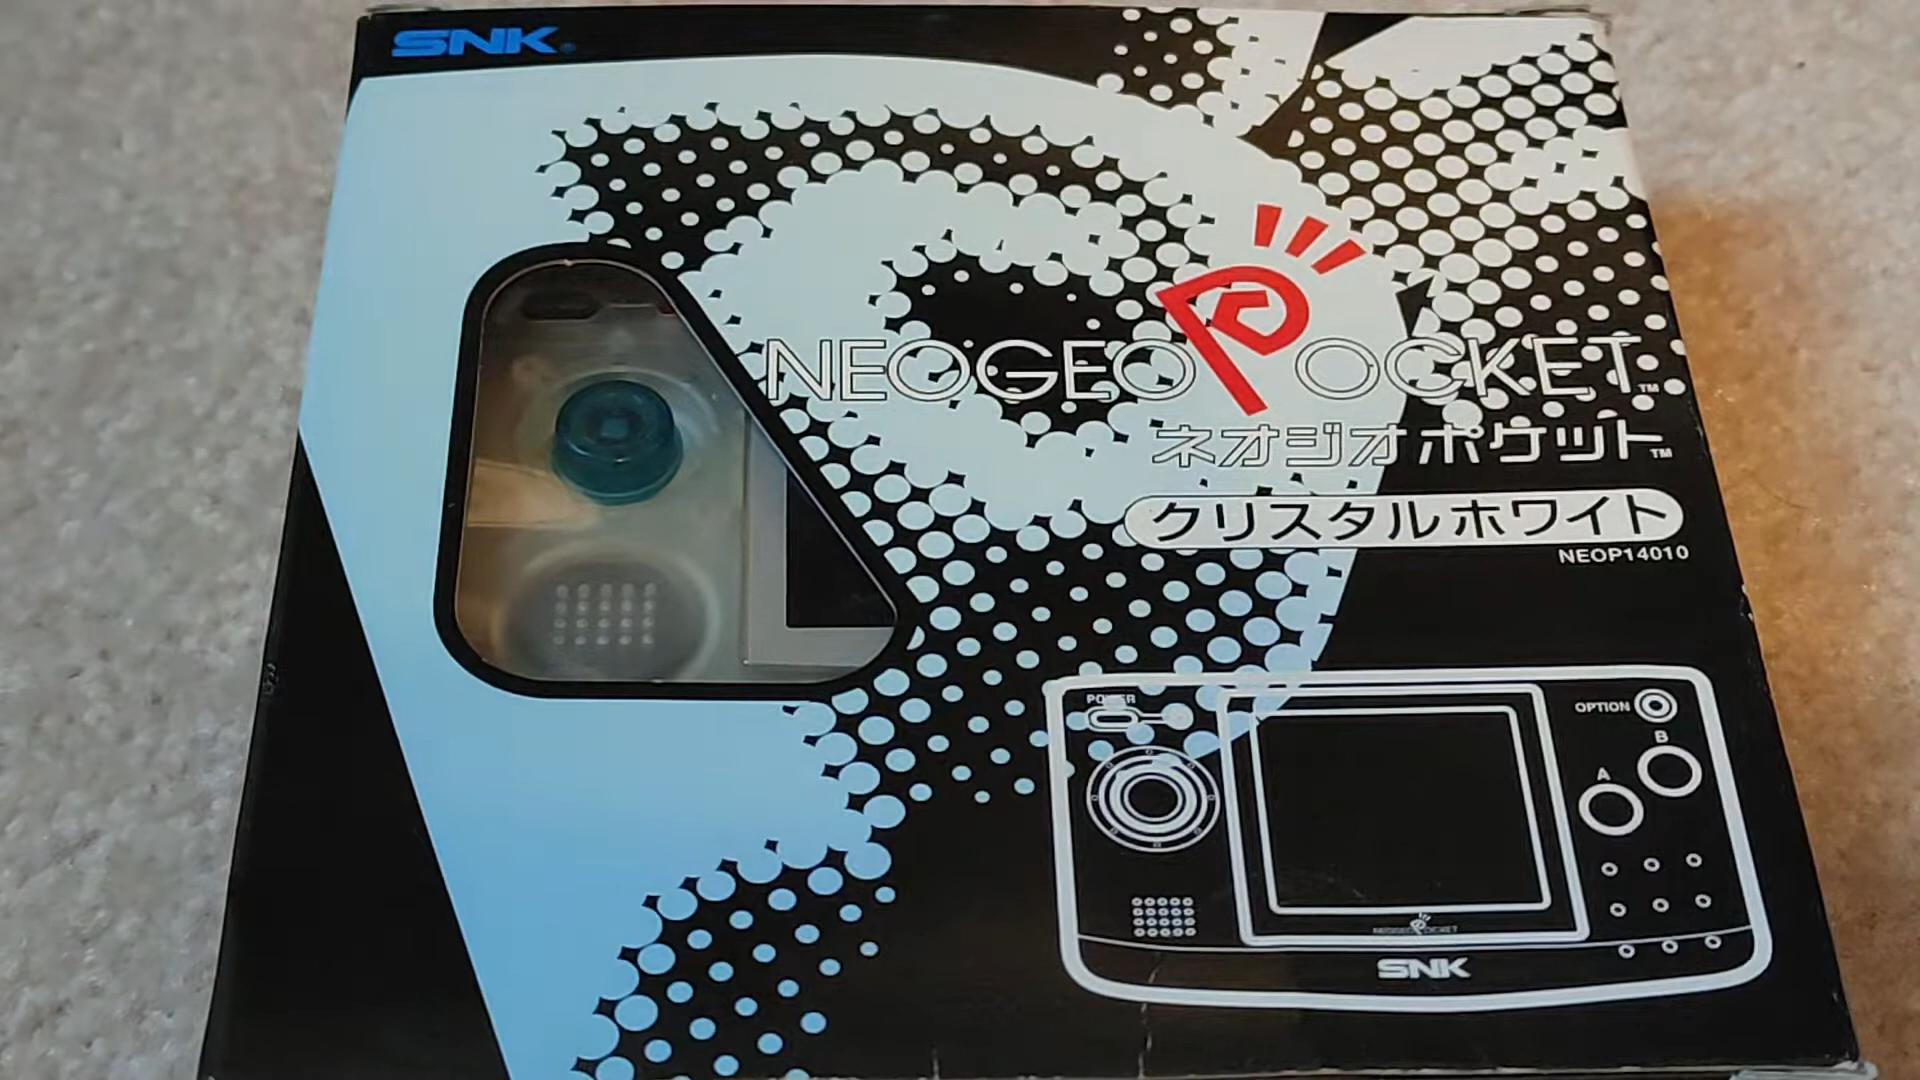 SNK®
NEOGEO POCKET™
ネオジオポケット™
クリスタルホワイト
NEOP14010
POWER
OPTION
B
A
NEOGEO POCKET
SNK